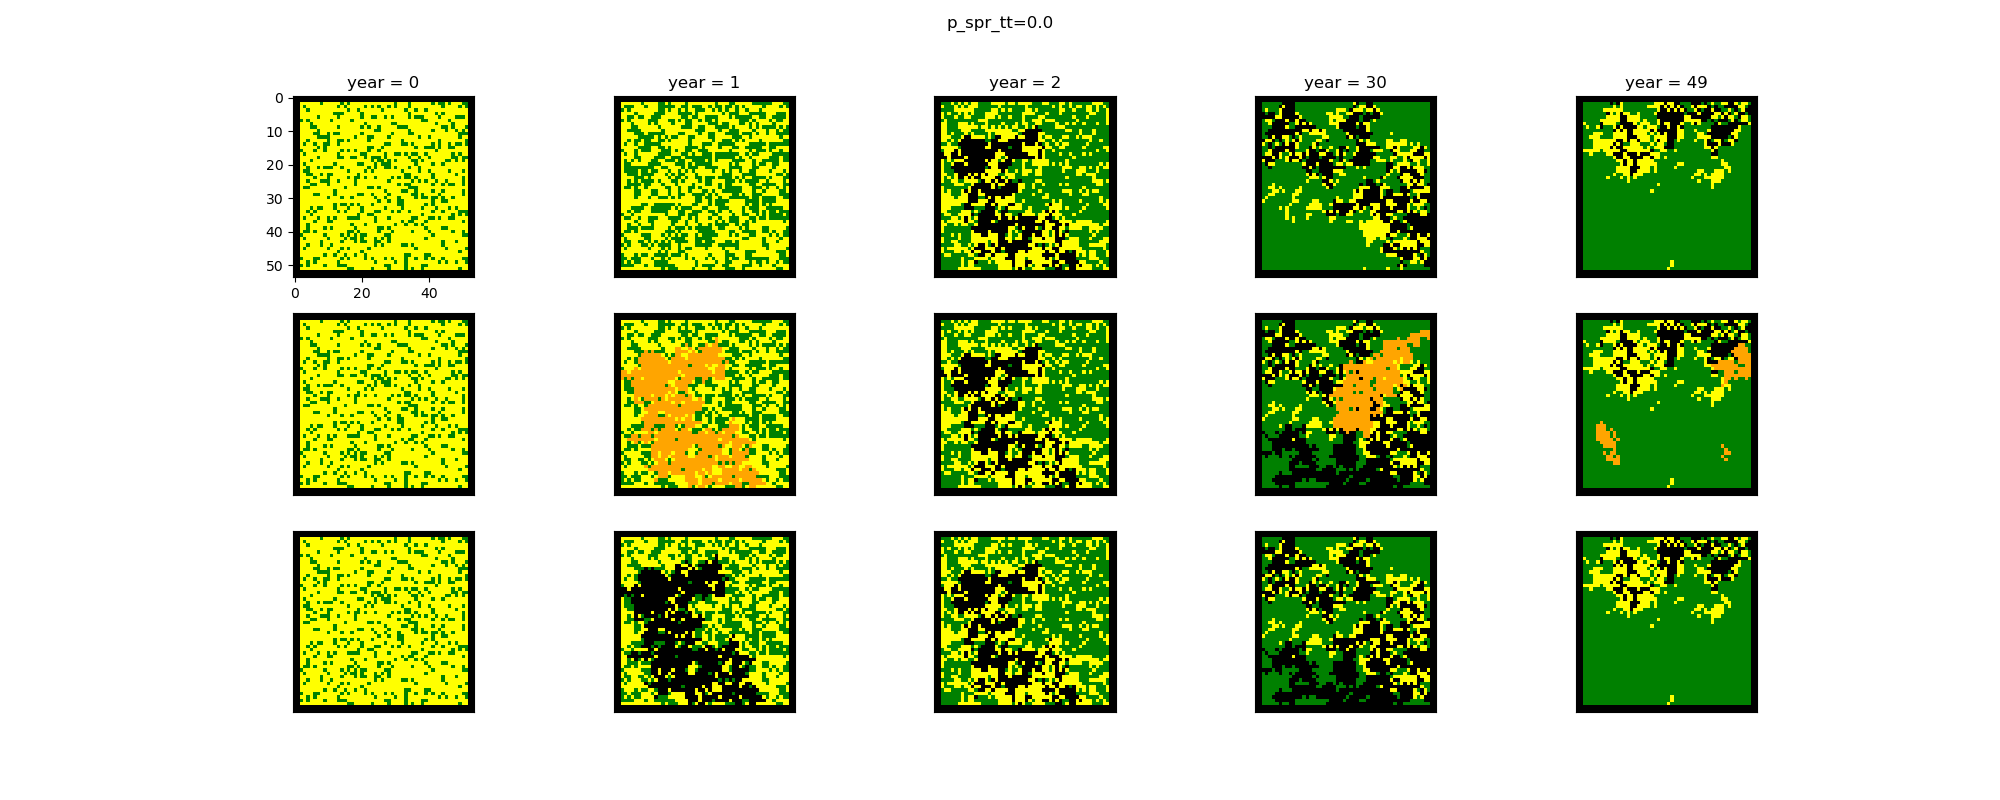 p_spr_tt=0.0
year = 0
year = 1
year = 2
year = 30
year = 49
0
10
20
30
40
50
0
20
40